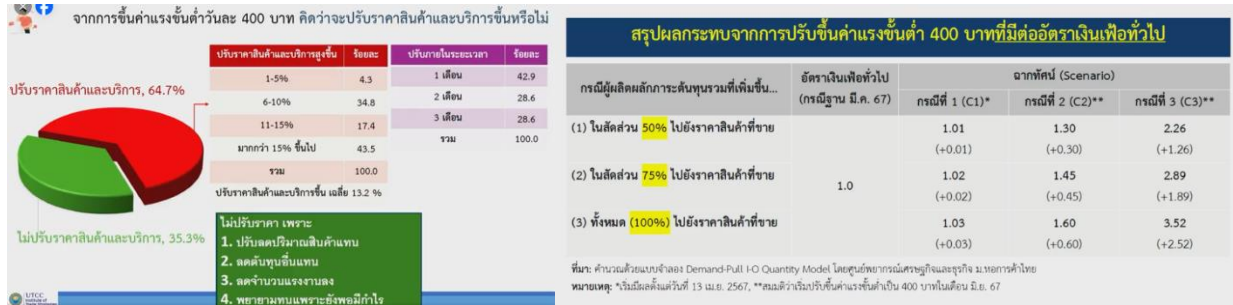 จากการขึ้นค่าแรงขั้นต่ำวันละ 400 บาท คิดว่าจะปรับราคาสินค้าและบริการขึ้นหรือไม่
ปรับราคาสินค้าและบริการ, 64.7%
ไม่ปรับราคาสินค้าและบริการ, 35.3%
ปรับราคาสินค้าและบริการสูงขึ้น ร้อยละ
1-5% 4.3
6-10% 34.8
11-15% 17.4
มากกว่า 15% ขึ้นไป 43.5
รวม 100.0
ปรับราคาสินค้าและบริการขึ้น เฉลี่ย 13.2 %
ปรับภายในระยะเวลา ร้อยละ
1 เดือน 42.9
2 เดือน 28.6
3 เดือน 28.6
รวม 100.0
ไม่ปรับราคา เพราะ
1. ปรับลดปริมาณสินค้าแทน
2. ลดต้นทุนอื่นแทน
3. ลดจำนวนแรงงานลง
4. พยายามทนเพราะยังพอมีกำไร
UTCC
สรุปผลกระทบจากการปรับขึ้นค่าแรงขั้นต่ำ 400 บาทที่มีต่ออัตราเงินเฟ้อทั่วไป
กรณีผู้ผลิตผลักภาระต้นทุนรวมที่เพิ่มขึ้น... อัตราเงินเฟ้อทั่วไป ฉากทัศน์ (Scenario)
(กรณีฐาน มี.ค. 67) กรณีที่ 1 (C1)* กรณีที่ 2 (C2)** กรณีที่ 3 (C3)**
(1) ในสัดส่วน 50% ไปยังราคาสินค้าที่ขาย 1.01 1.30 2.26
(+0.01) (+0.30) (+1.26)
(2) ในสัดส่วน 75% ไปยังราคาสินค้าที่ขาย 1.0 1.02 1.45 2.89
(+0.02) (+0.45) (+1.89)
(3) ทั้งหมด (100%) ไปยังราคาสินค้าที่ขาย 1.03 1.60 3.52
(+0.03) (+0.60) (+2.52)
ที่มา: คำนวณด้วยแบบจำลอง Demand-Pull I-O Quantity Model โดยศูนย์พยากรณ์เศรษฐกิจและธุรกิจ ม.หอการค้าไทย
หมายเหตุ: *เริ่มมีผลตั้งแต่วันที่ 13 เม.ย. 2567, **สมมติว่าเริ่มปรับขึ้นค่าแรงขั้นต่ำเป็น 400 บาทในเดือน มิ.ย. 67